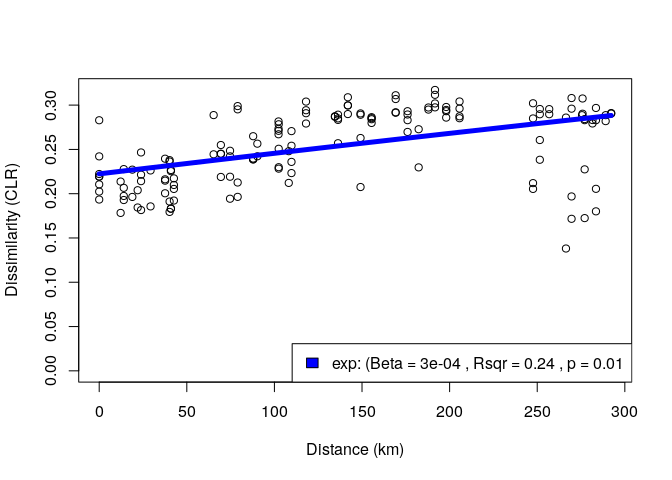 Dissimilarity (CLR)
0.30
0.25
0.20
0.15
0.10
0.05
0.00
exp: (Beta = 3e-04 , Rsqr = 0.24 , p = 0.01
0 50 100 150 200 250 300
Distance (km)